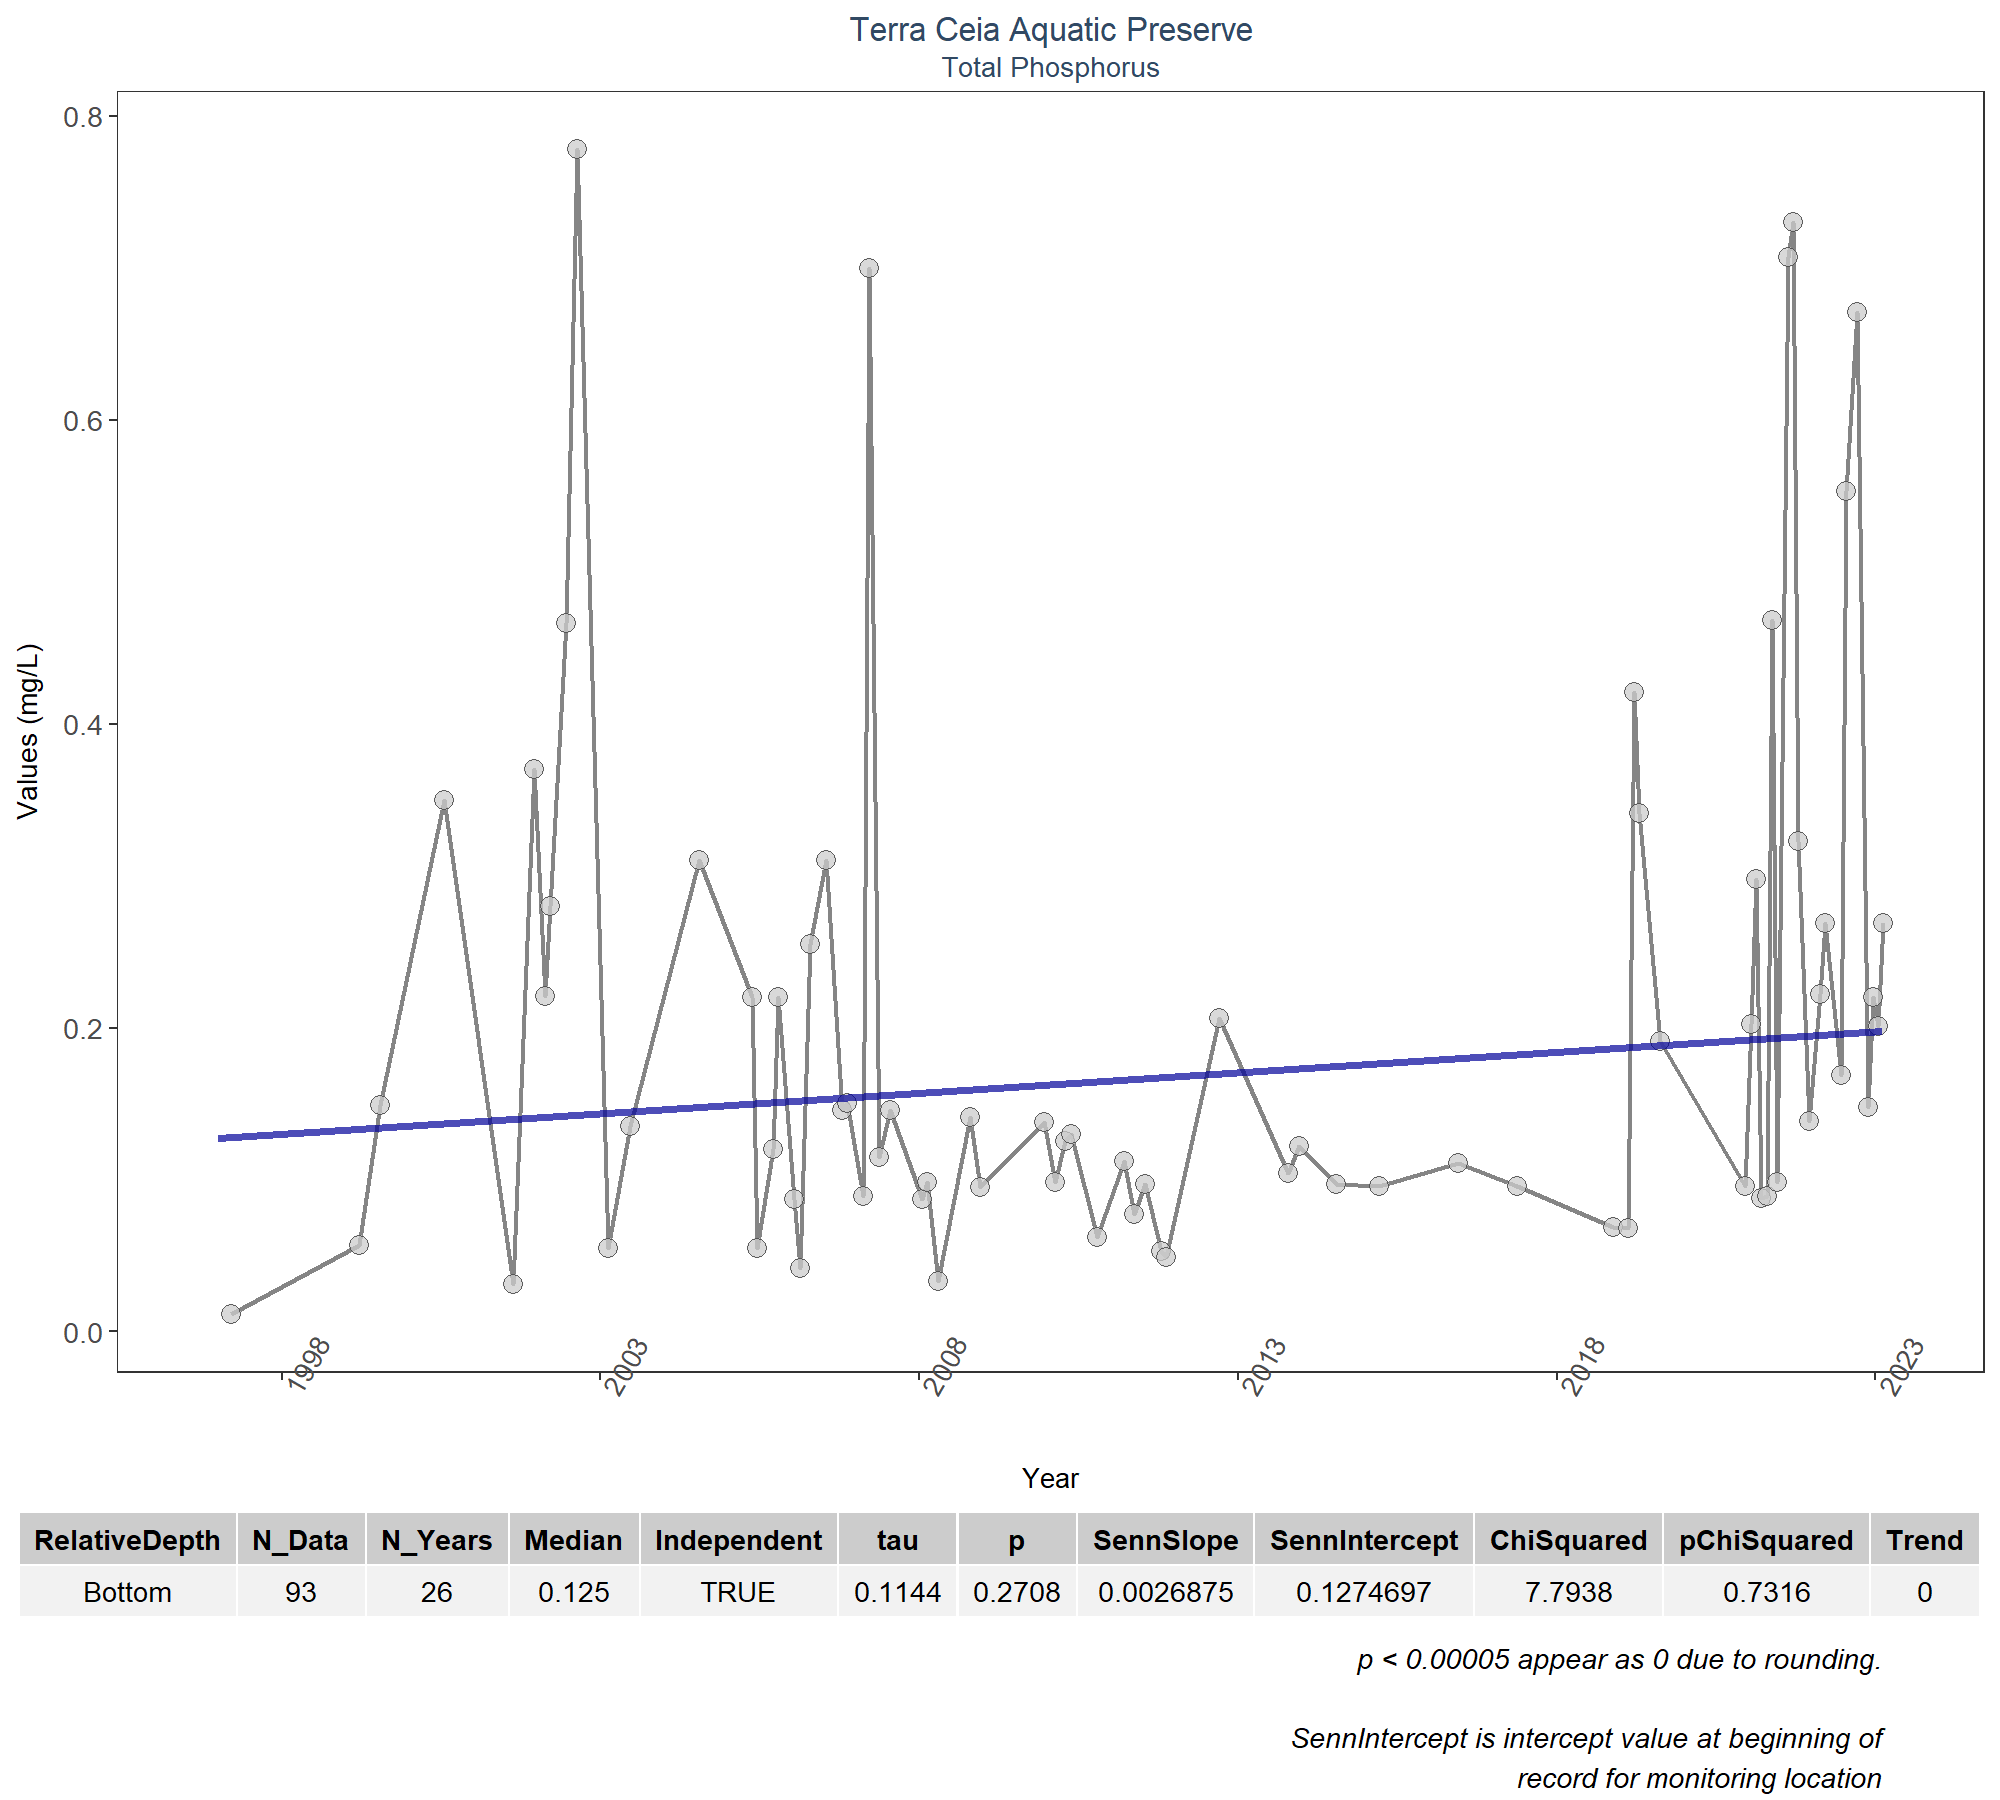 Terra Ceia Aquatic Preserve
Total Phosphorus
0.8
0.6
0.4
0.2
0.0
Values (mg/L)
1998 2003 2008 2013 2018 2023
Year
RelativeDepth N_Data N_Years Median Independent tau p SennSlope SennIntercept ChiSquared pChiSquared Trend
Bottom 93 26 0.125 TRUE 0.1144 0.2708 0.0026875 0.1274697 7.7938 0.7316 0
p < 0.00005 appear as 0 due to rounding.
SennIntercept is intercept value at beginning of
record for monitoring location